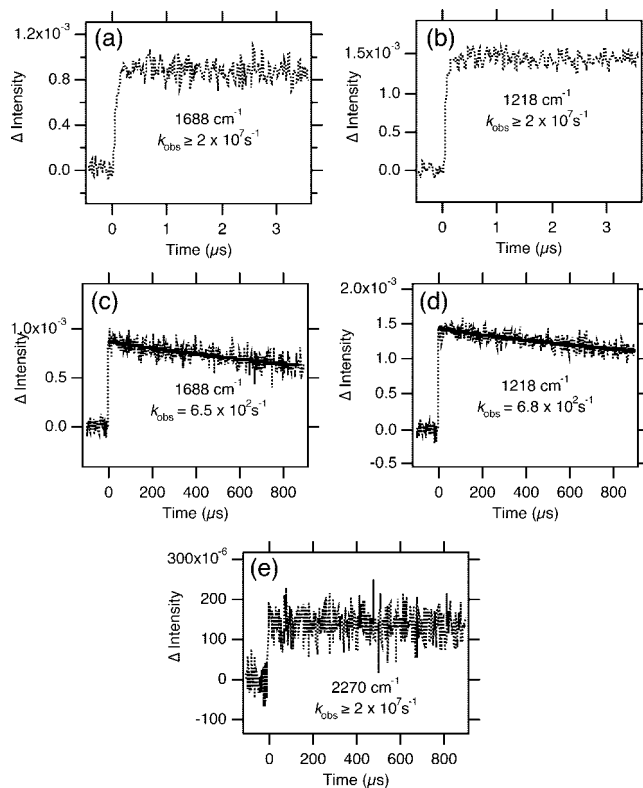 (a)
1.2x10⁻³
0.8
0.4
0.0
Δ Intensity
1688 cm⁻¹
k_obs ≥ 2 x 10⁷s⁻¹
0 1 2 3
Time (μs)
(b)
1.5x10⁻³
1.0
0.5
0.0
Δ Intensity
1218 cm⁻¹
k_obs ≥ 2 x 10⁷s⁻¹
0 1 2 3
Time (μs)
(c)
1.0x10⁻³
0.5
0.0
Δ Intensity
1688 cm⁻¹
k_obs = 6.5 x 10²s⁻¹
0 200 400 600 800
Time (μs)
(d)
2.0x10⁻³
1.5
1.0
0.5
0.0
-0.5
Δ Intensity
1218 cm⁻¹
k_obs = 6.8 x 10²s⁻¹
0 200 400 600 800
Time (μs)
(e)
300x10⁻⁶
200
100
0
-100
Δ Intensity
2270 cm⁻¹
k_obs ≥ 2 x 10⁷s⁻¹
0 200 400 600 800
Time (μs)